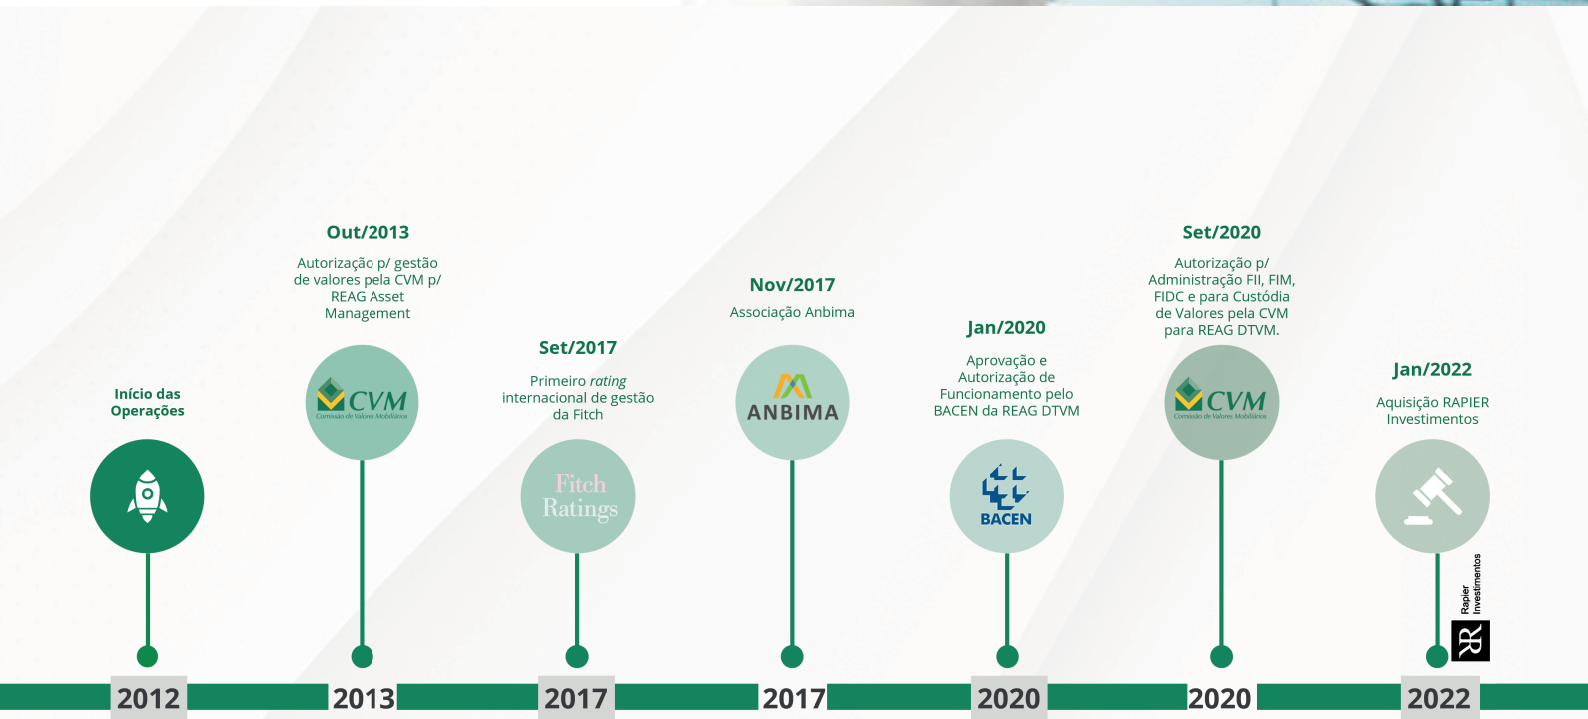 Início das
Operações
2012
Out/2013
Autorização p/ gestão
de valores pela CVM p/
REAG Asset
Management
CVM
Comissão de Valores Mobiliários
2013
Set/2017
Primeiro rating
internacional de gestão
da Fitch
Fitch
Ratings
2017
Nov/2017
Associação Anbima
ANBIMA
2017
Jan/2020
Aprovação e
Autorização de
Funcionamento pelo
BACEN da REAG DTVM
BACEN
2020
Set/2020
Autorização p/
Administração FII, FIM,
FIDC e para Custódia
de Valores pela CVM
para REAG DTVM.
CVM
Comissão de Valores Mobiliários
2020
Jan/2022
Aquisição RAPIER
Investimentos
Rapier
Investimentos
2022